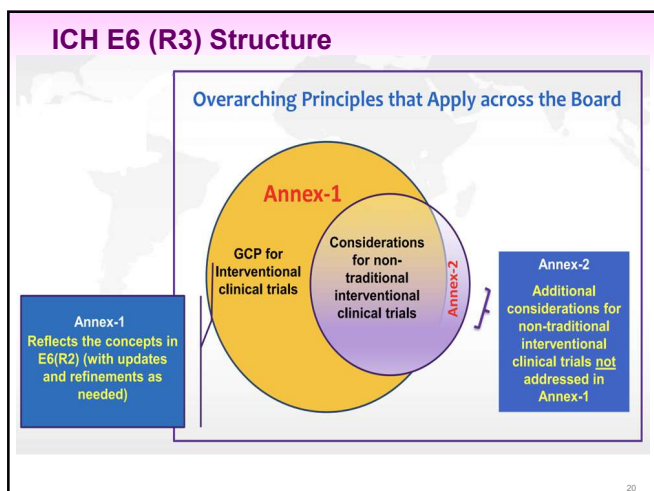 ICH E6 (R3) Structure
Overarching Principles that Apply across the Board
Annex-1
GCP for
Interventional
clinical trials
Considerations
for non-
traditional
interventional
clinical trials
Annex-2
Annex-1
Reflects the concepts in
E6(R2) (with updates
and refinements as
needed)
Annex-2
Additional
considerations for
non-traditional
interventional
clinical trials not
addressed in
Annex-1
20